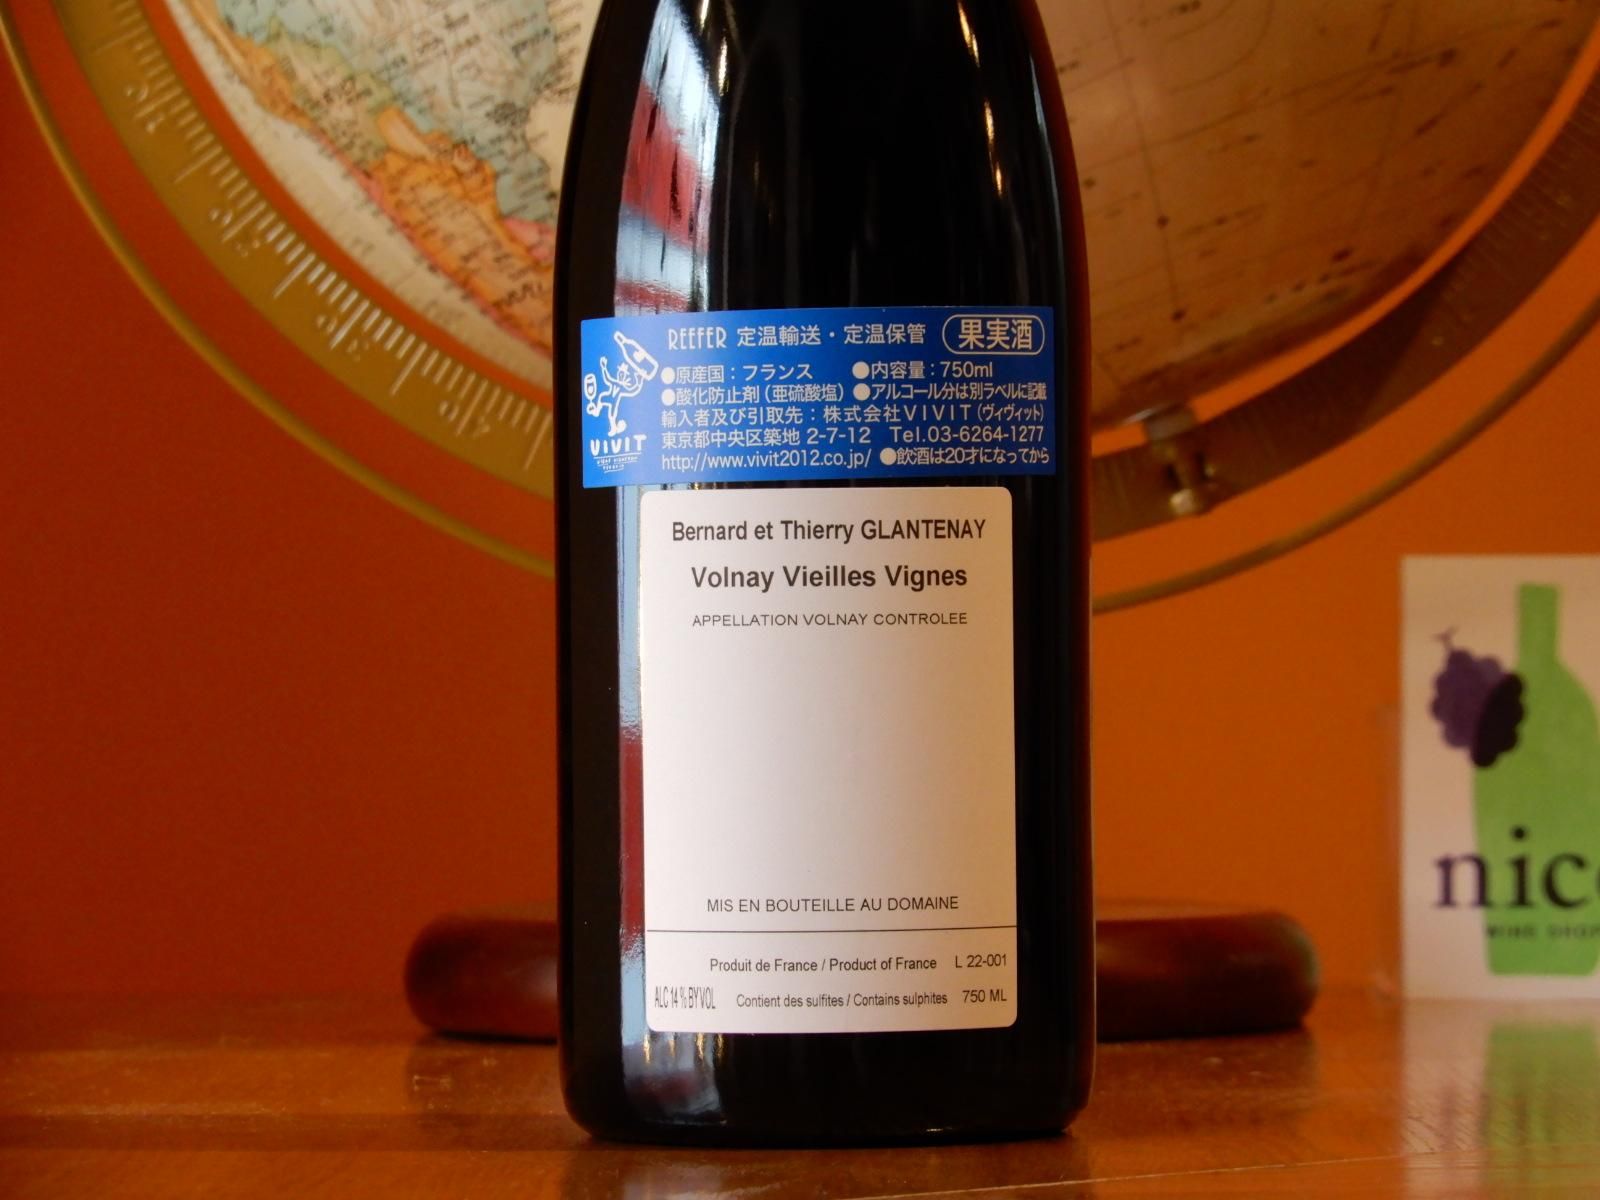 REEFER 定温輸送・定温保管 果実酒
●原産国：フランス ●内容量：750ml
●酸化防止剤（亜硫酸塩） ●アルコール分は別ラベルに記載
輸入者及び引取先：株式会社VIVIT（ヴィヴィット）
東京都中央区築地 2-7-12 Tel.03-6264-1277
http://www.vivit2012.co.jp/ ●飲酒は20才になってから
VIVIT
Bernard et Thierry GLANTENAY
Volnay Vieilles Vignes
APPELLATION VOLNAY CONTROLEE
MIS EN BOUTEILLE AU DOMAINE
Produit de France / Product of France L 22-001
ALC 14 % BY VOL Contient des sulfites / Contains sulphites 750 ML
WINE SHOP